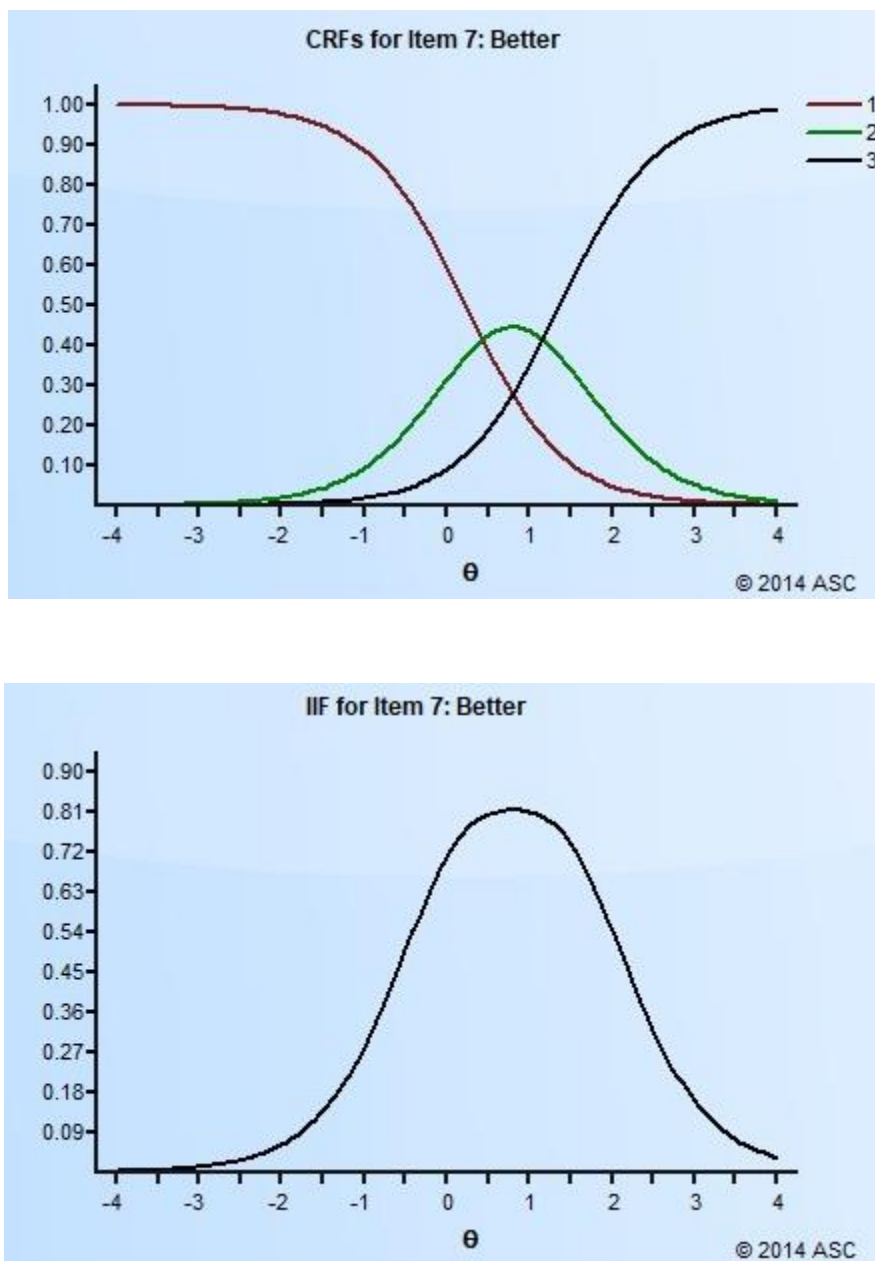 CRFs for Item 7: Better
1.00
0.90
0.80
0.70
0.60
0.50
0.40
0.30
0.20
0.10
1
2
3
-4 -3 -2 -1 0 1 2 3 4
θ
© 2014 ASC
IIF for Item 7: Better
0.90
0.81
0.72
0.63
0.54
0.45
0.36
0.27
0.18
0.09
-4 -3 -2 -1 0 1 2 3 4
θ
© 2014 ASC